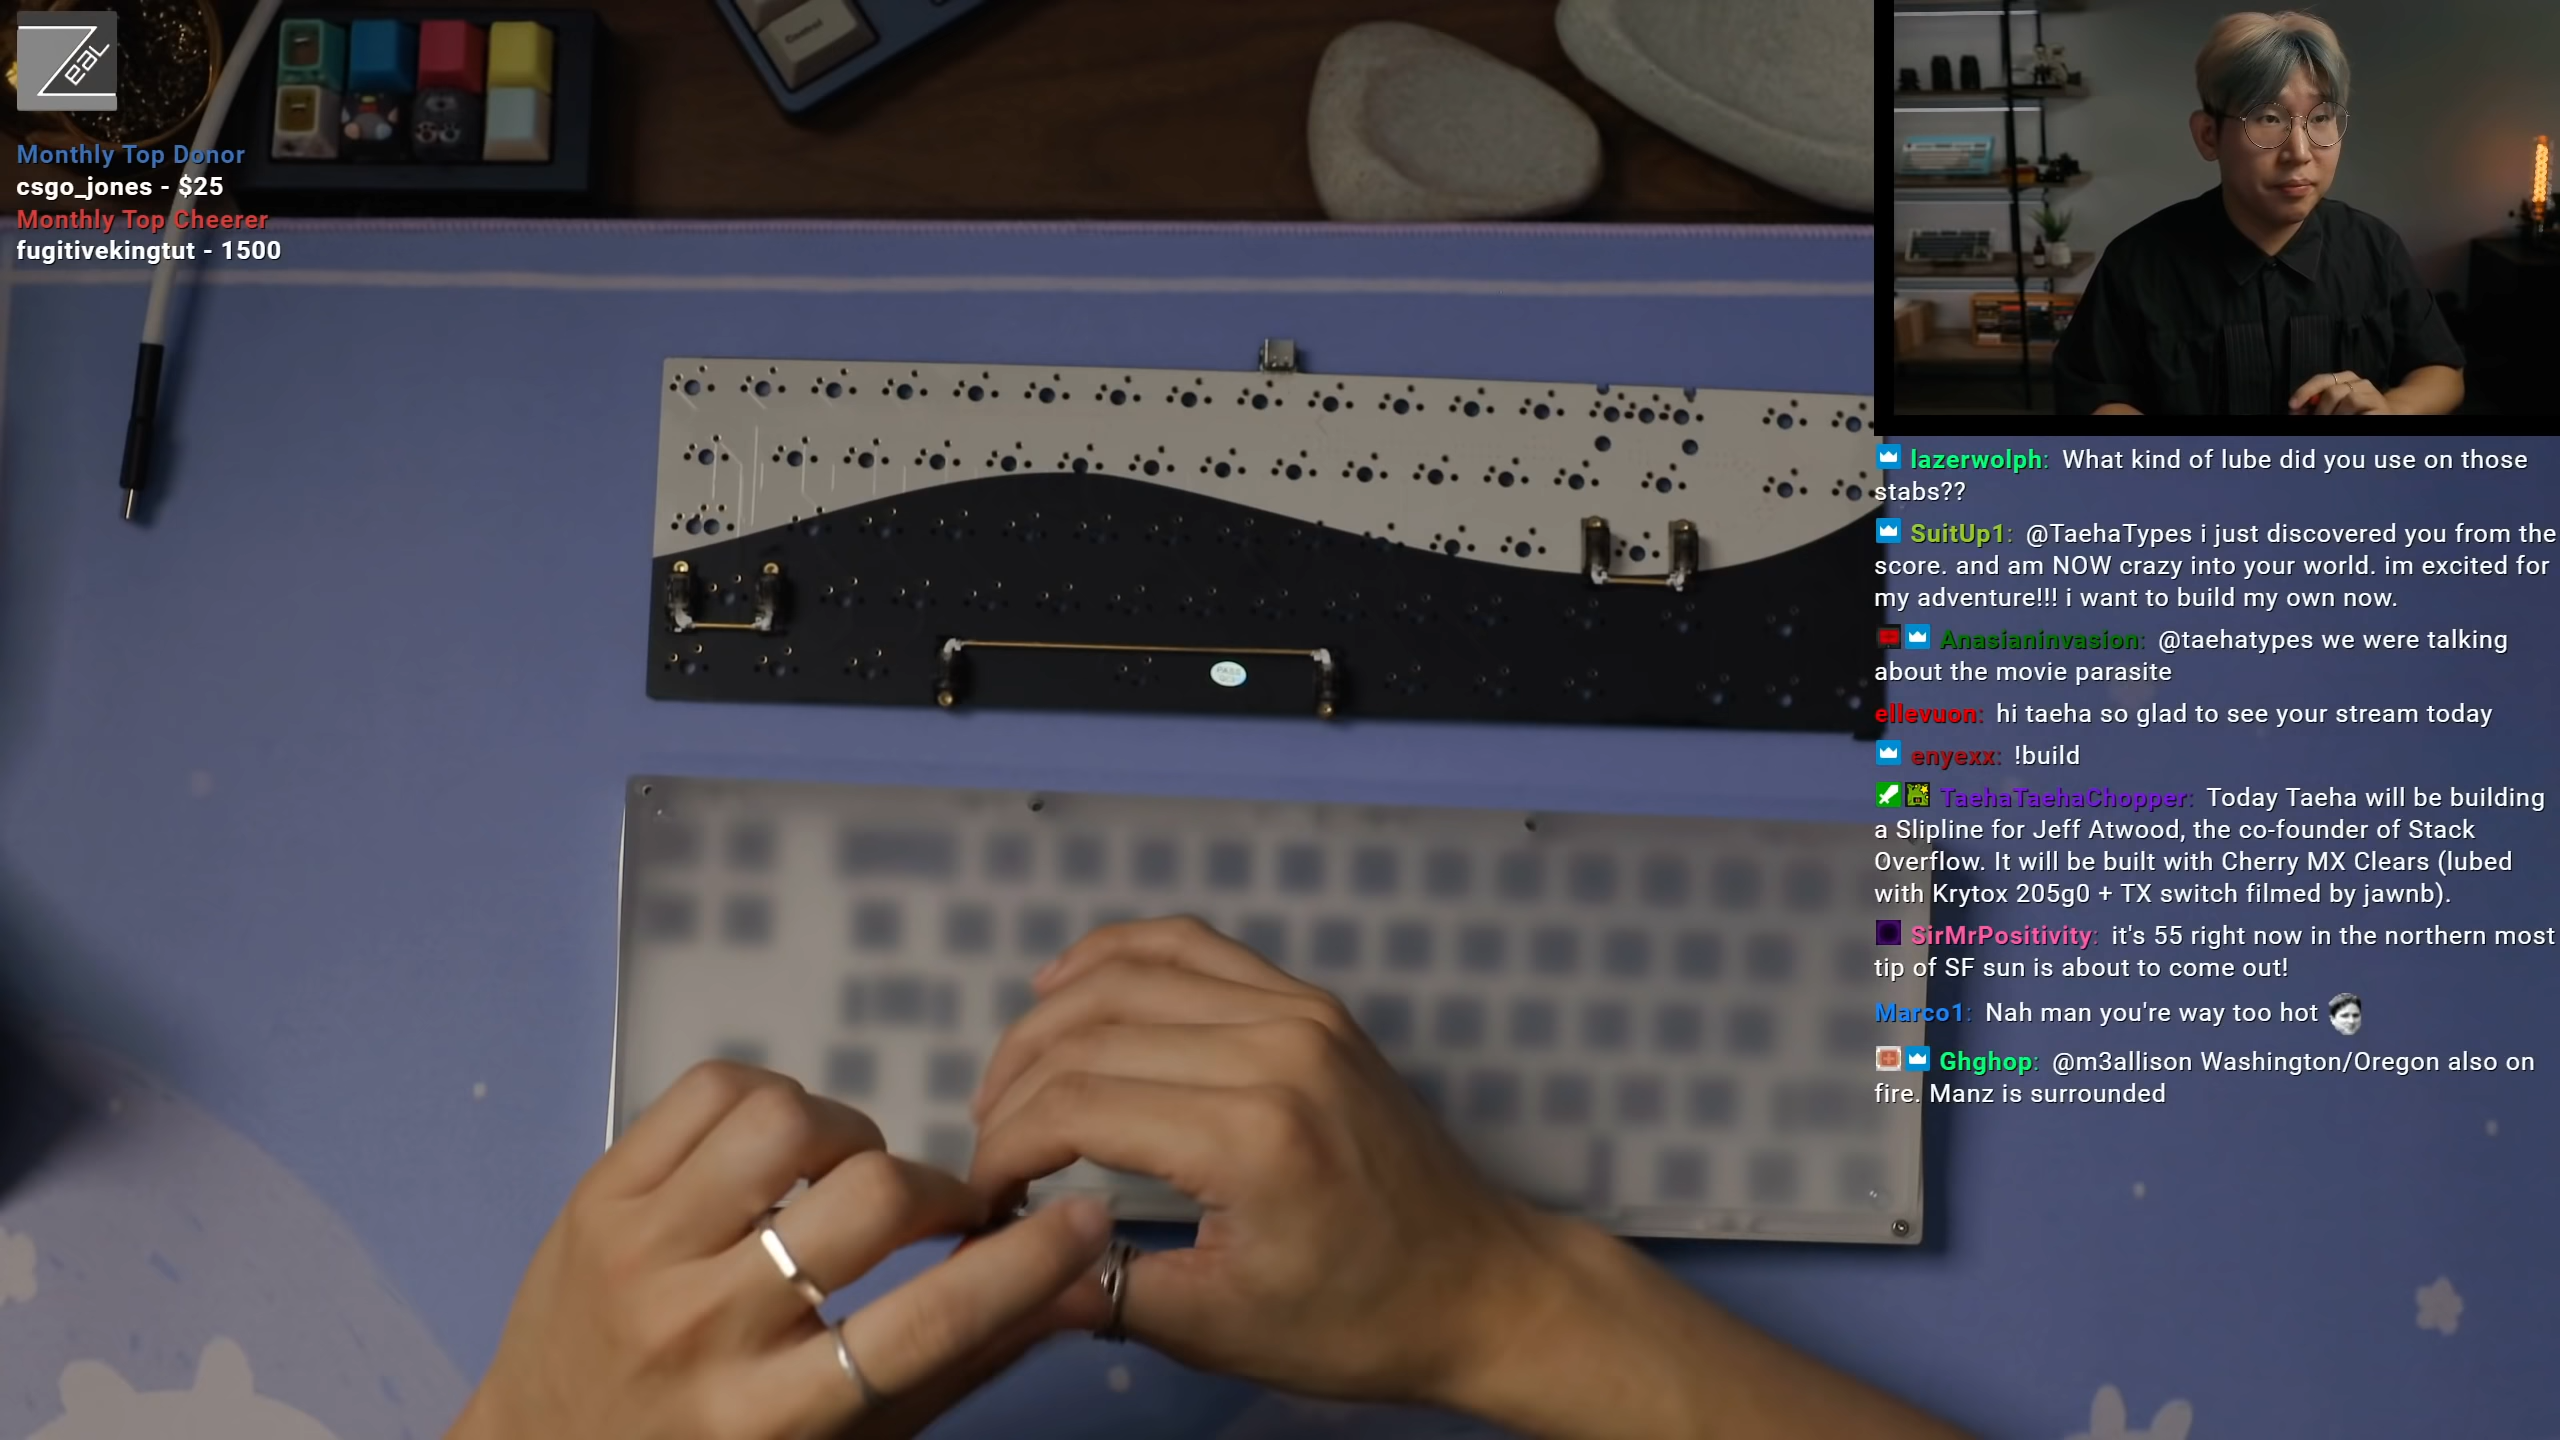 Zeal
Control
Monthly Top Donor
csgo_jones - $25
Monthly Top Cheerer
fugitivekingtut - 1500
PASS
lazerwolph: What kind of lube did you use on those
stabs??
SuitUp1: @TaehaTypes i just discovered you from the
score. and am NOW crazy into your world. im excited for
my adventure!!! i want to build my own now.
Anasianinvasion: @taehatypes we were talking
about the movie parasite
ellevuon: hi taeha so glad to see your stream today
enyexx: !build
TaehaTaehaChopper: Today Taeha will be building
a Slipline for Jeff Atwood, the co-founder of Stack
Overflow. It will be built with Cherry MX Clears (lubed
with Krytox 205g0 + TX switch filmed by jawnb).
SirMrPositivity: it's 55 right now in the northern most
tip of SF sun is about to come out!
Marco1: Nah man you're way too hot
Ghghop: @m3allison Washington/Oregon also on
fire. Manz is surrounded